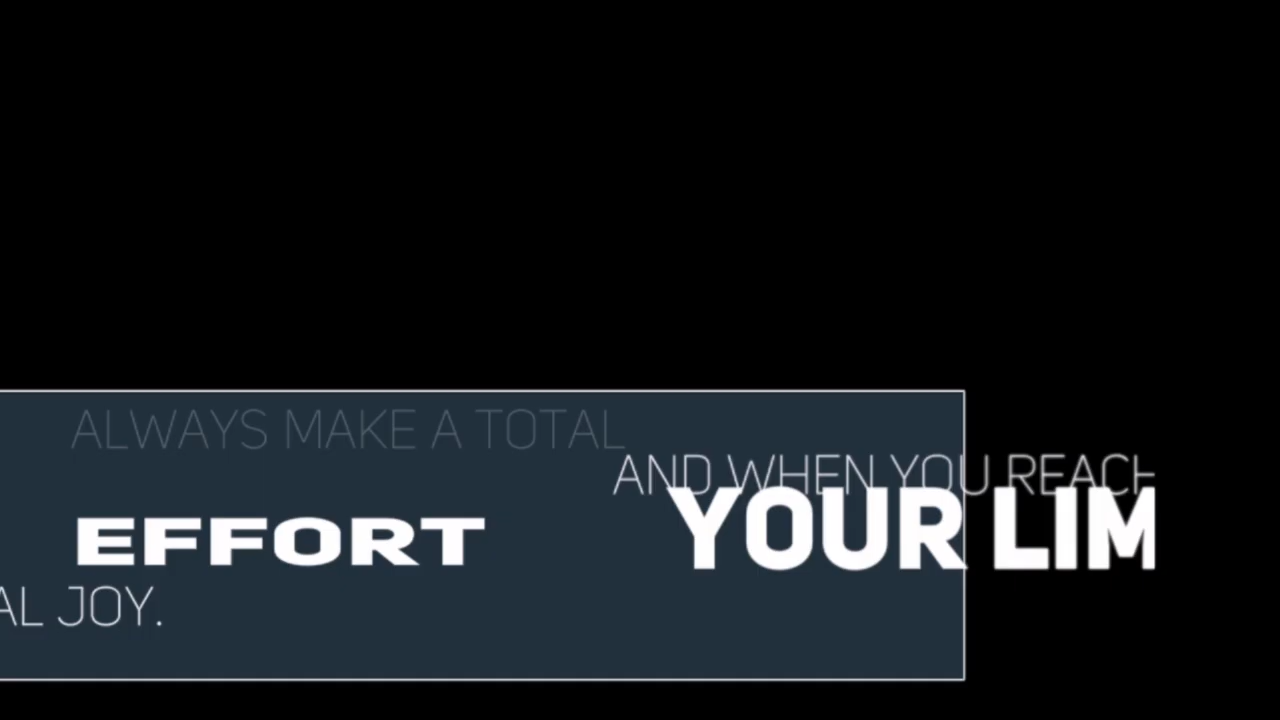 ALWAYS MAKE A TOTAL
EFFORT
AL JOY.
AND WHEN YOU REACH
YOUR LIM